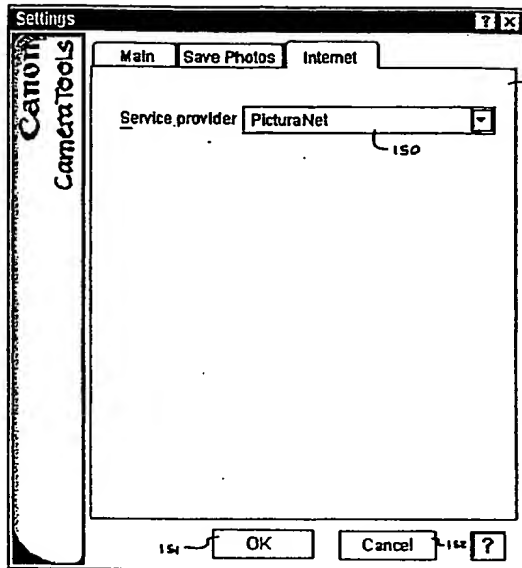 Settings ? X
Canon
CameraTools
Main Save Photos Internet
Service provider PicturaNet
150
151 OK Cancel 152 ?